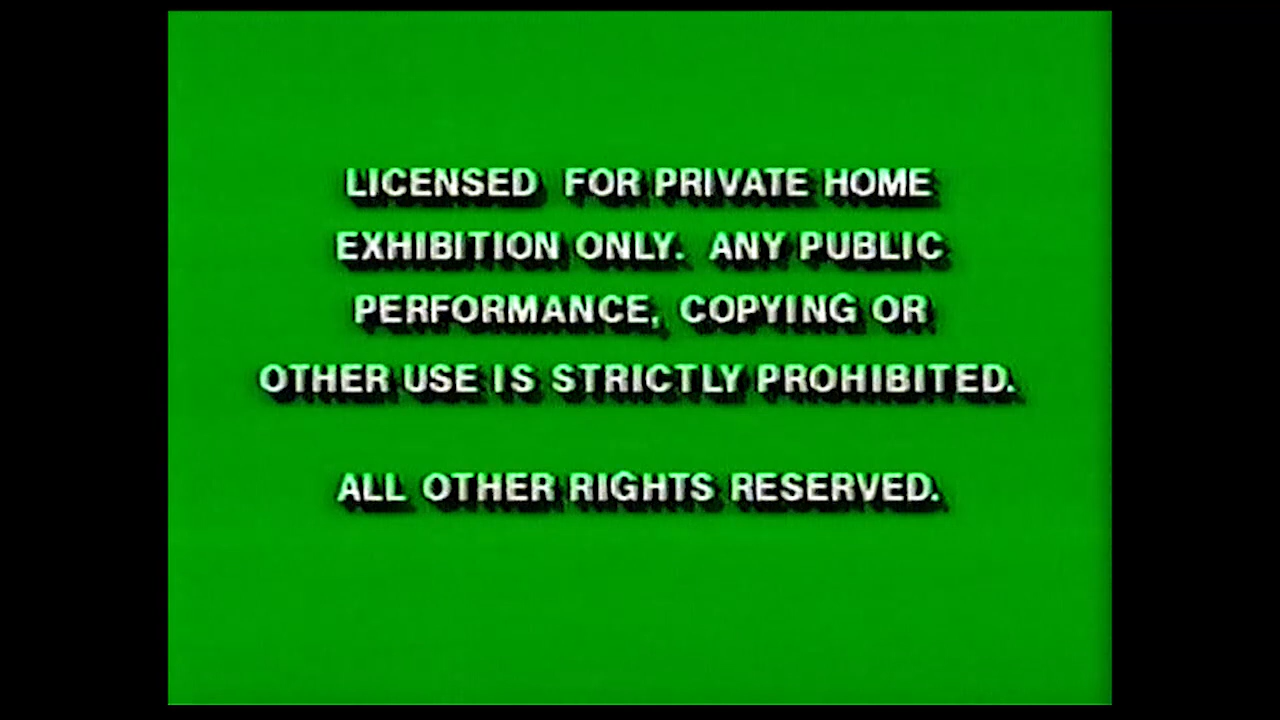 LICENSED FOR PRIVATE HOME
EXHIBITION ONLY. ANY PUBLIC
PERFORMANCE, COPYING OR
OTHER USE IS STRICTLY PROHIBITED.
ALL OTHER RIGHTS RESERVED.